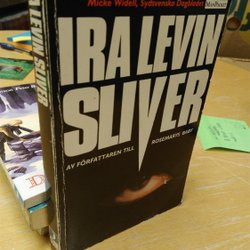 Micke Widell, Sydsvenska Dagbladet
IRA LEVIN
SLIVER
AV FÖRFATTAREN TILL ROSEMARYS BABY
IRA LEVIN SLIVER